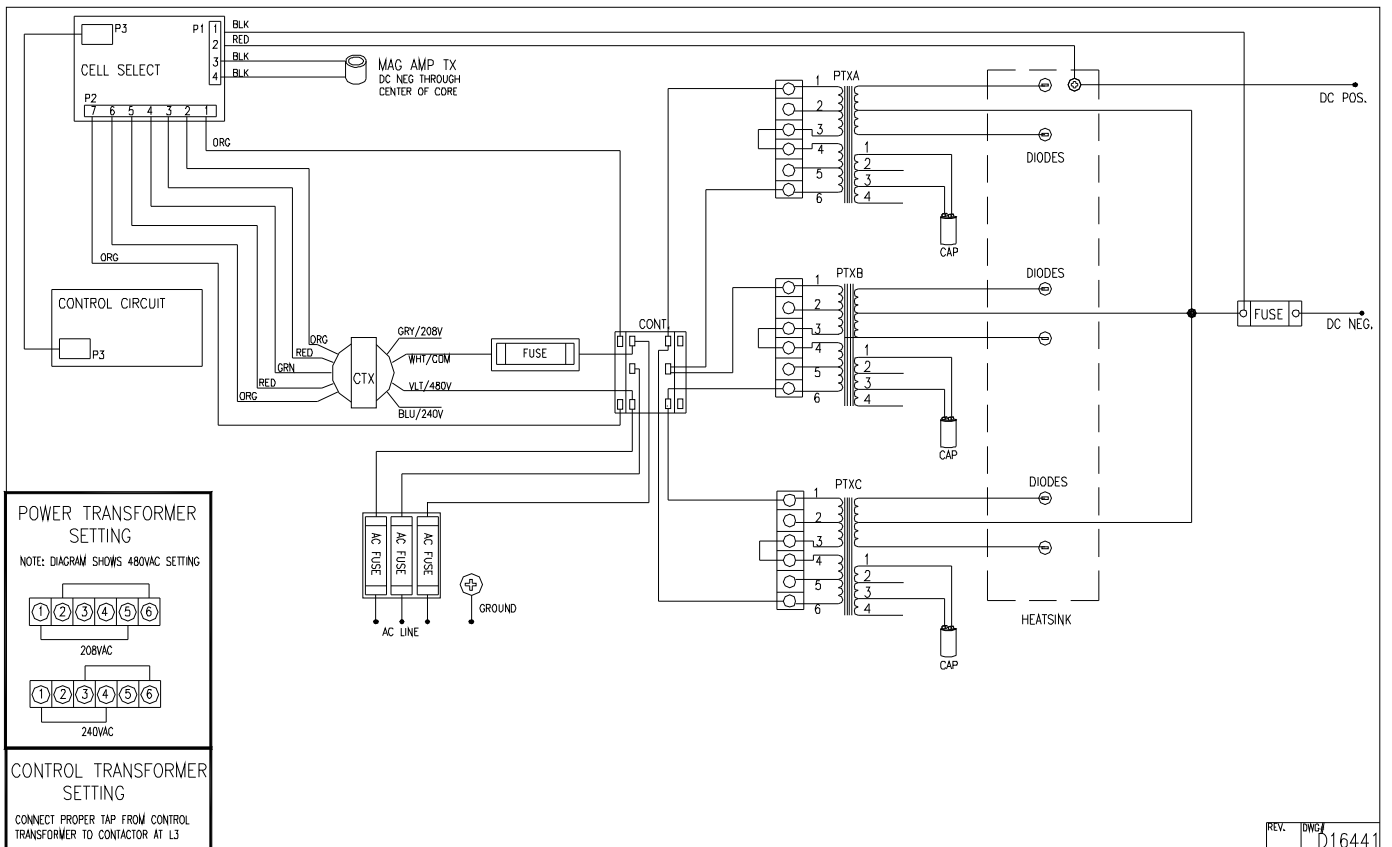 P3
P1
1
2
3
4
BLK
RED
BLK
BLK
CELL SELECT
P2
7 6 5 4 3 2 1
MAG AMP TX
DC NEG THROUGH
CENTER OF CORE
ORG
ORG
CONTROL CIRCUIT
P3
ORG
RED
GRN
RED
ORG
CTX
GRY/208V
WHT/COM
VLT/480V
BLU/240V
FUSE
CONT.
AC FUSE
AC FUSE
AC FUSE
AC LINE
GROUND
PTXA
1
2
3
4
5
6
1
2
3
4
CAP
DIODES
DC POS.
PTXB
1
2
3
4
5
6
1
2
3
4
CAP
DIODES
FUSE
DC NEG.
PTXC
1
2
3
4
5
6
1
2
3
4
CAP
DIODES
HEATSINK
POWER TRANSFORMER
SETTING
NOTE: DIAGRAM SHOWS 480VAC SETTING
1 2 3 4 5 6
208VAC
1 2 3 4 5 6
240VAC
CONTROL TRANSFORMER
SETTING
CONNECT PROPER TAP FROM CONTROL
TRANSFORMER TO CONTACTOR AT L3
REV.
DWG#
D16441